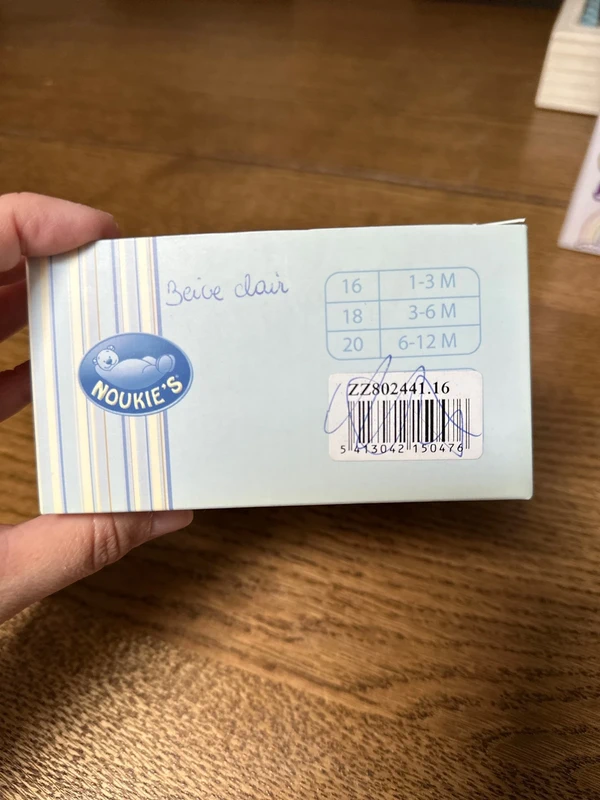 Beige clair
16 1-3 M
18 3-6 M
20 6-12 M
NOUKIE'S
ZZ802441.16
5 413042 150476